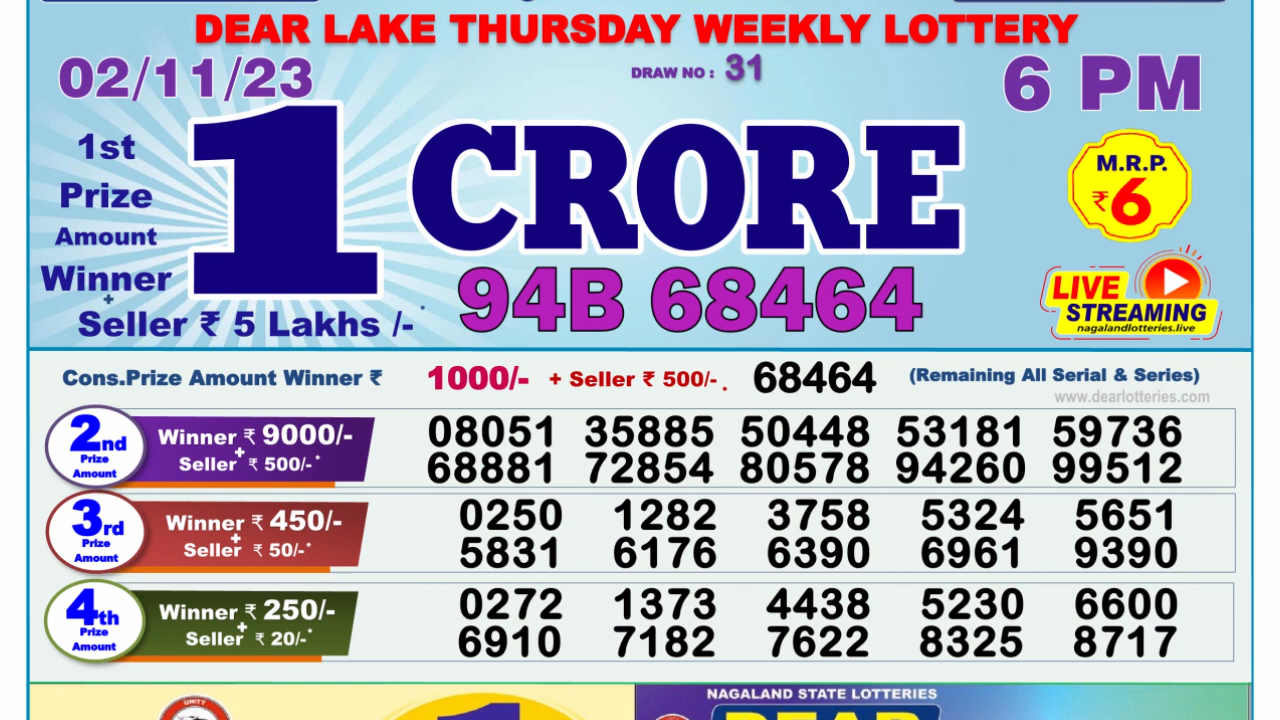 DEAR LAKE THURSDAY WEEKLY LOTTERY
02/11/23
DRAW NO : 31
6 PM
1st
Prize
Amount
Winner
+
Seller ₹ 5 Lakhs /- *
1 CRORE
94B 68464
M.R.P.
₹ 6
LIVE
STREAMING
nagalandlotteries.live
Cons.Prize Amount Winner ₹ 1000/- + Seller ₹ 500/- . 68464 (Remaining All Serial & Series)
www.dearlotteries.com
2nd
Prize
Amount
Winner ₹ 9000/-
+
Seller ₹ 500/- *
08051 35885 50448 53181 59736
68881 72854 80578 94260 99512
3rd
Prize
Amount
Winner ₹ 450/-
+
Seller ₹ 50/- *
0250 1282 3758 5324 5651
5831 6176 6390 6961 9390
4th
Prize
Amount
Winner ₹ 250/-
+
Seller ₹ 20/- *
0272 1373 4438 5230 6600
6910 7182 7622 8325 8717
UNITY
1
NAGALAND STATE LOTTERIES
DEAR